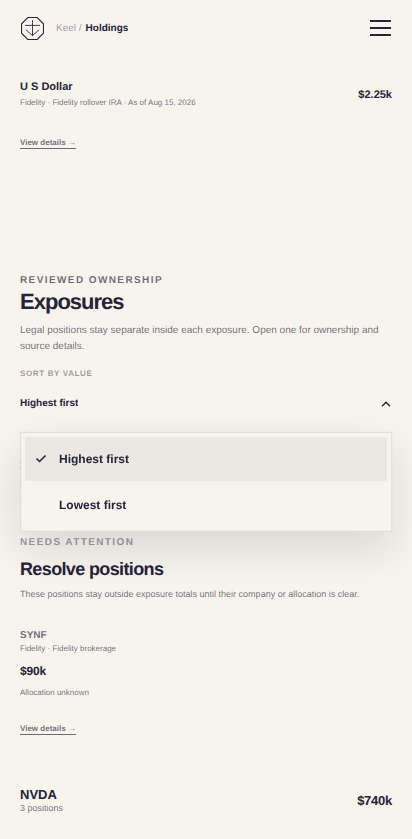 Keel / Holdings
U S Dollar
$2.25k
Fidelity · Fidelity rollover IRA · As of Aug 15, 2026
View details →
REVIEWED OWNERSHIP
Exposures
Legal positions stay separate inside each exposure. Open one for ownership and
source details.
SORT BY VALUE
Highest first
Highest first
Lowest first
NEEDS ATTENTION
Resolve positions
These positions stay outside exposure totals until their company or allocation is clear.
SYNF
Fidelity · Fidelity brokerage
$90k
Allocation unknown
View details →
NVDA
$740k
3 positions